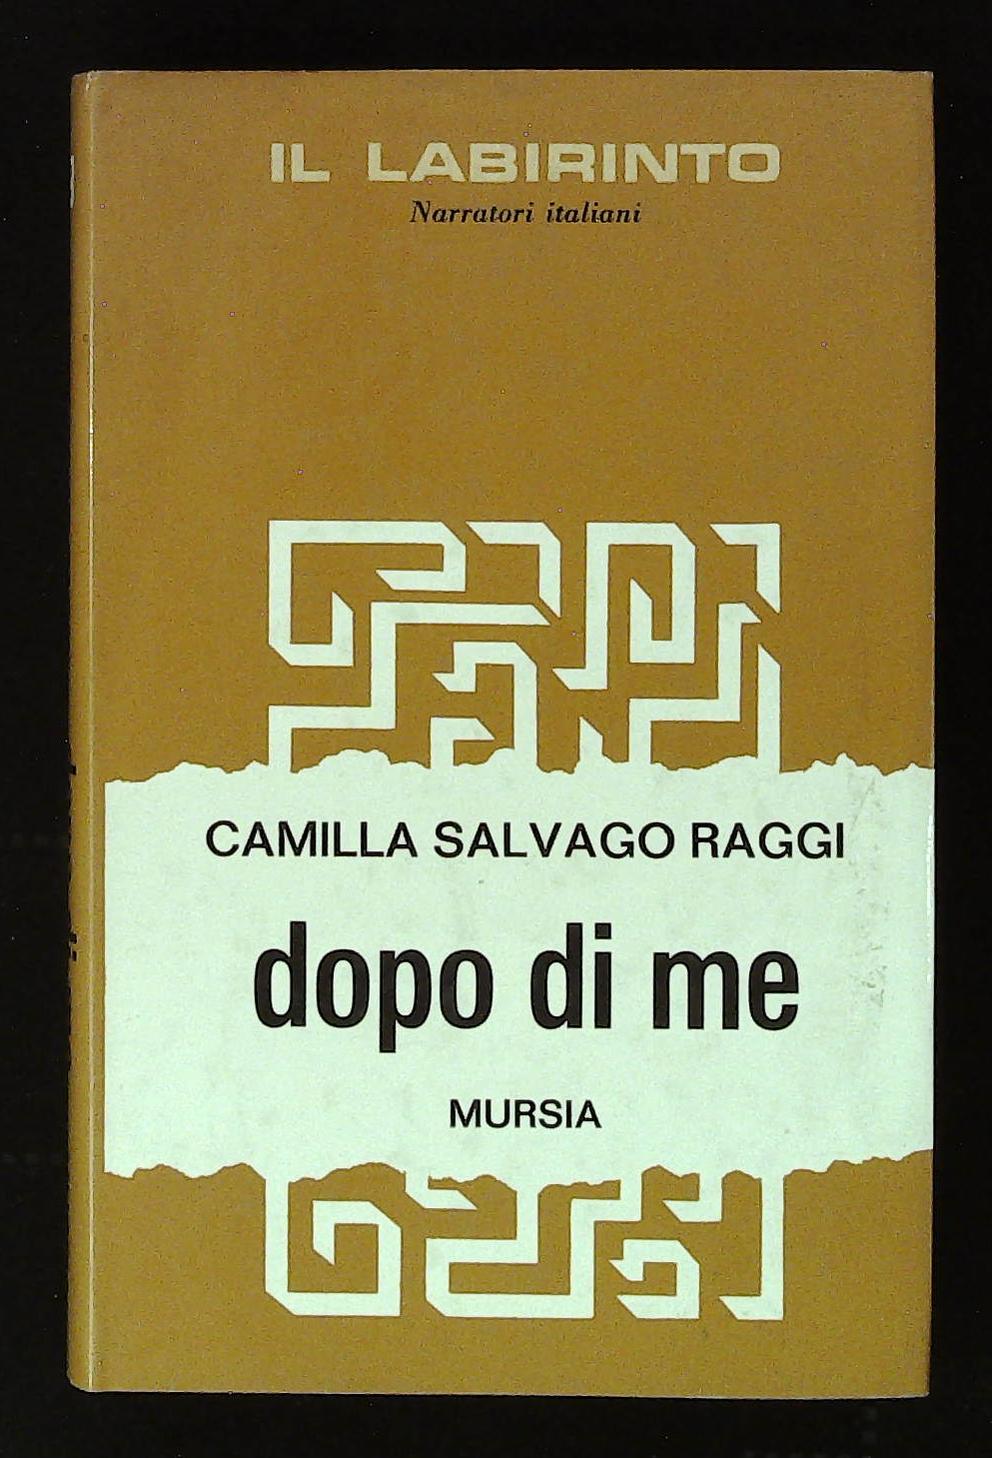 IL LABIRINTO
Narratori italiani
CAMILLA SALVAGO RAGGI
dopo di me
MURSIA